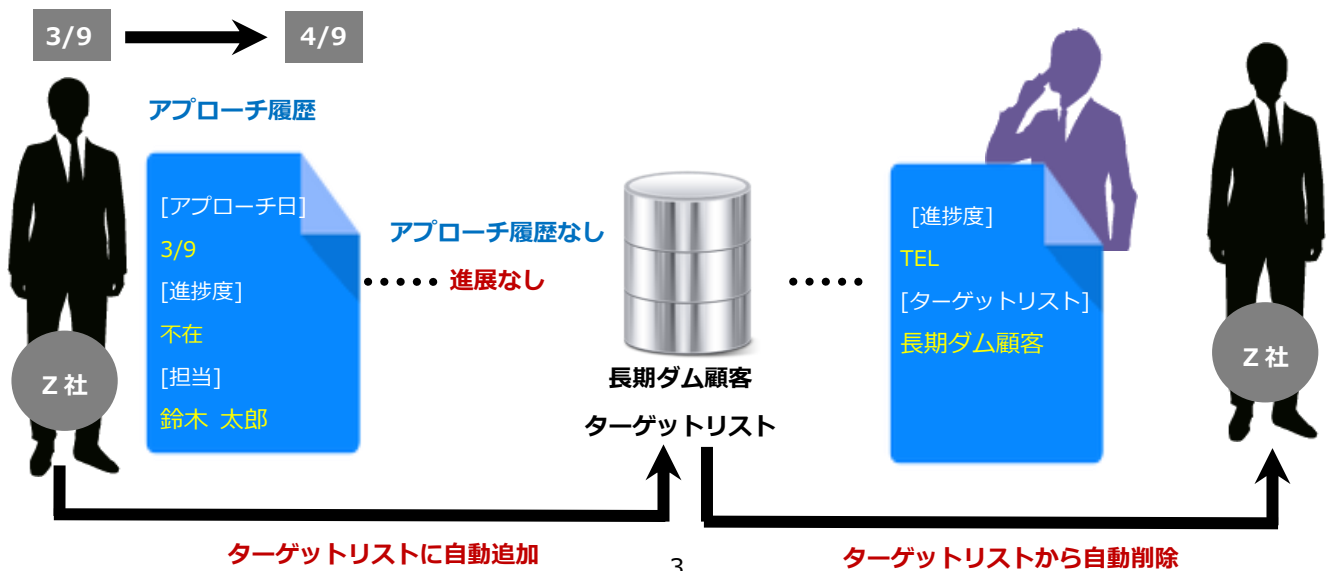 3/9
4/9
アプローチ履歴
[アプローチ日]
3/9
[進捗度]
不在
[担当]
鈴木 太郎
Z 社
アプローチ履歴なし
進展なし
長期ダム顧客
ターゲットリスト
[進捗度]
TEL
[ターゲットリスト]
長期ダム顧客
Z 社
ターゲットリストに自動追加
3
ターゲットリストから自動削除